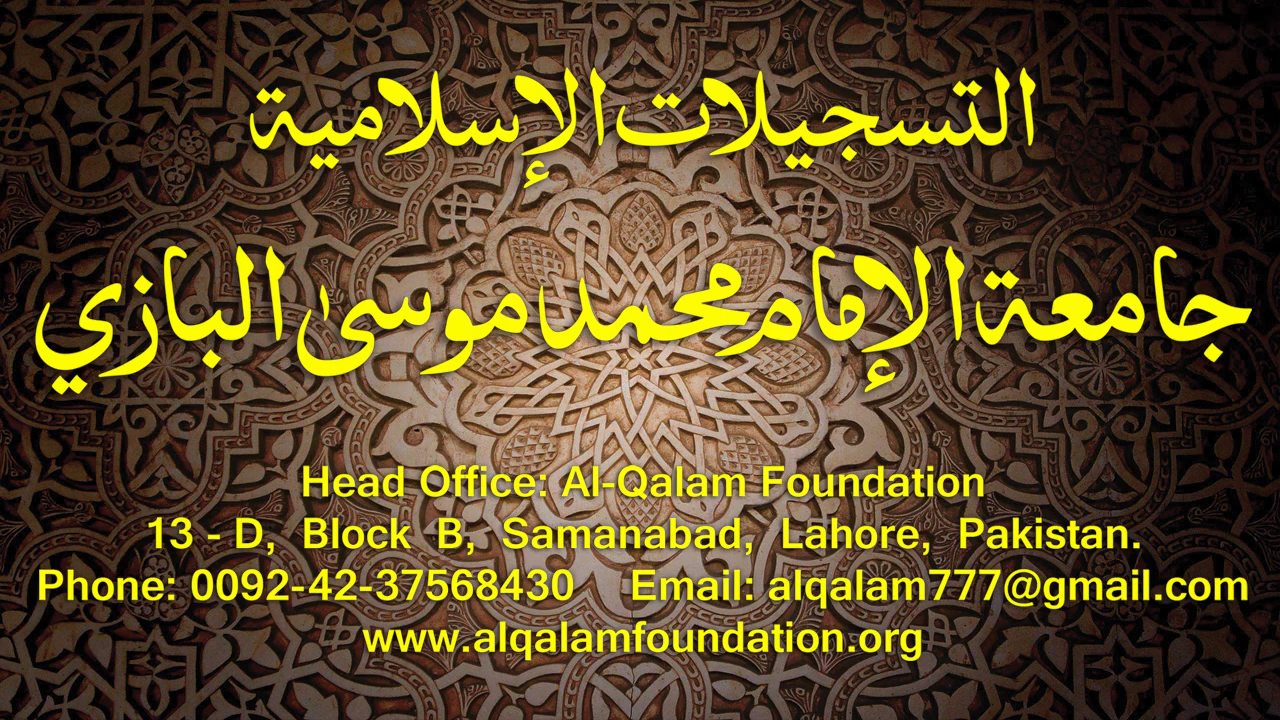 التسجيلات الإسلامية
جامعة الإمام محمد موسى البازي
Head Office: Al-Qalam Foundation
13 - D, Block B, Samanabad, Lahore, Pakistan.
Phone: 0092-42-37568430 Email: alqalam777@gmail.com
www.alqalamfoundation.org